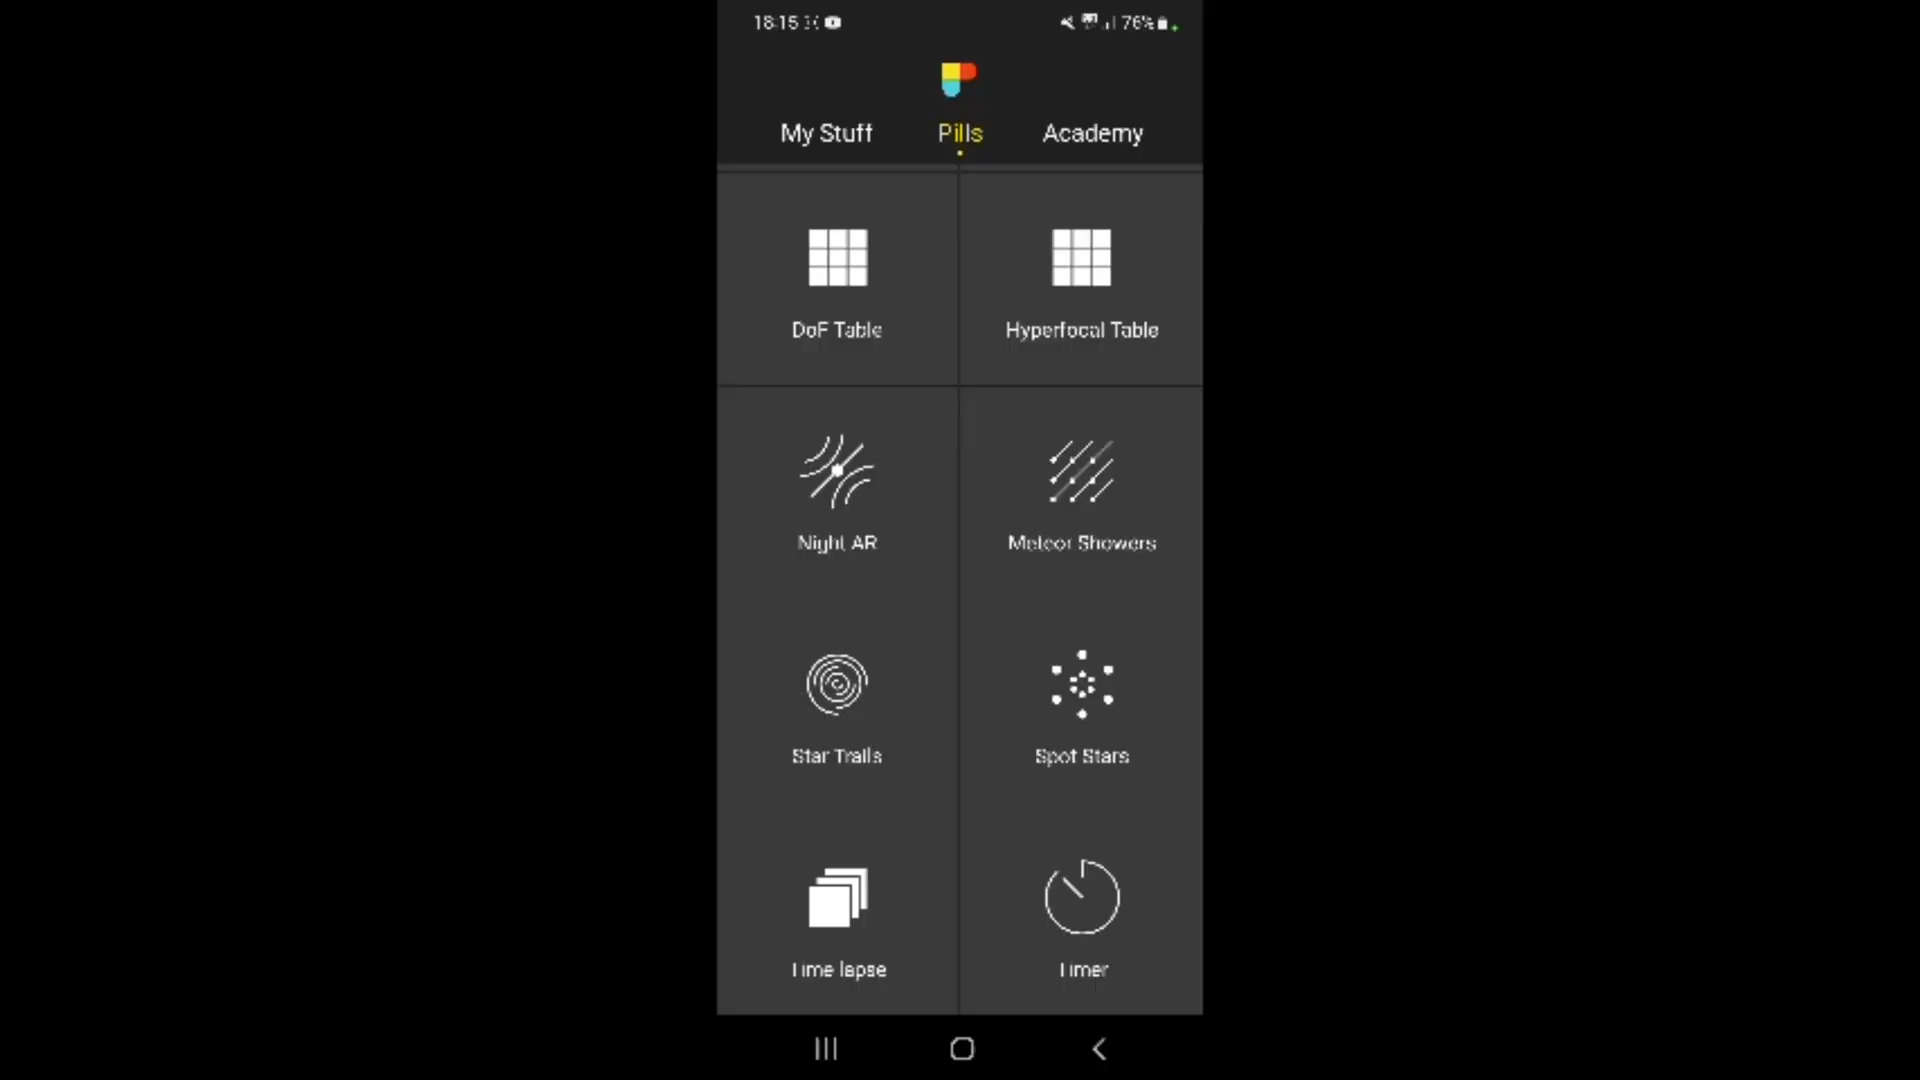 18:15
76%
My Stuff Pills Academy
DoF Table Hyperfocal Table
Night AR Meteor Showers
Star Trails Spot Stars
Time lapse Timer